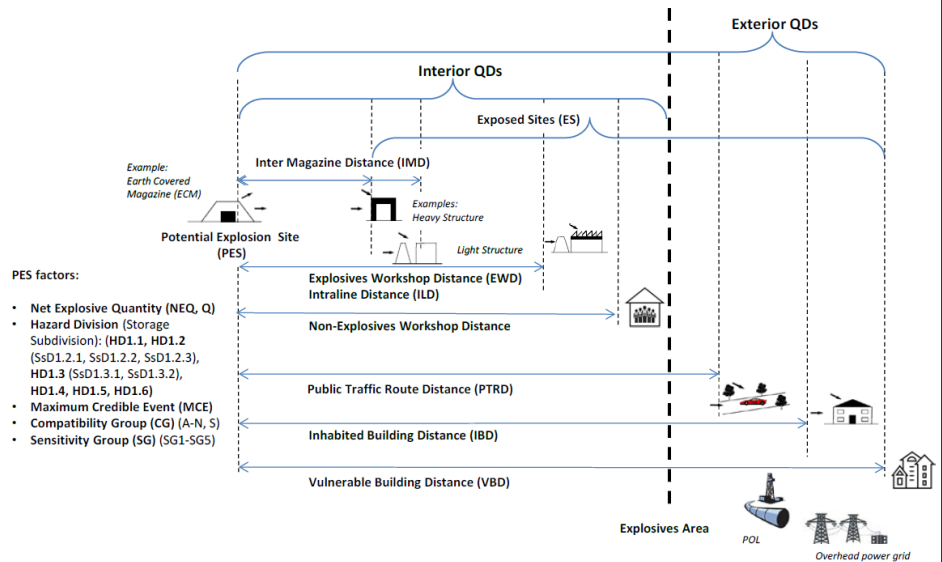 Exterior QDs
Interior QDs
Exposed Sites (ES)
Inter Magazine Distance (IMD)
Example:
Earth Covered
Magazine (ECM)
Examples:
Heavy Structure
Potential Explosion Site
(PES)
Light Structure
PES factors:
Explosives Workshop Distance (EWD)
Intraline Distance (ILD)
Non-Explosives Workshop Distance
• Net Explosive Quantity (NEQ, Q)
• Hazard Division (Storage
Subdivision): (HD1.1, HD1.2
(SsD1.2.1, SsD1.2.2, SsD1.2.3),
HD1.3 (SsD1.3.1, SsD1.3.2),
HD1.4, HD1.5, HD1.6)
• Maximum Credible Event (MCE)
• Compatibility Group (CG) (A-N, S)
• Sensitivity Group (SG) (SG1-SG5)
Public Traffic Route Distance (PTRD)
Inhabited Building Distance (IBD)
Vulnerable Building Distance (VBD)
Explosives Area
POL
Overhead power grid